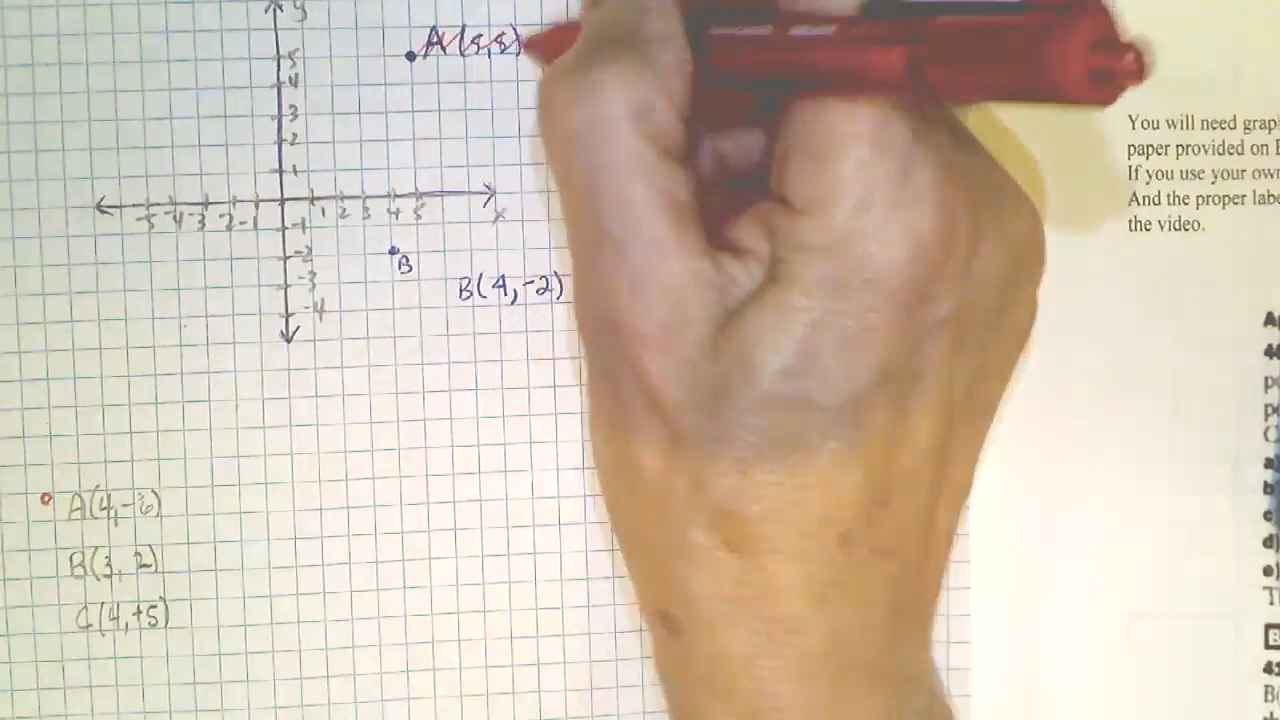 y
A(5,5)
5
4
3
2
1
-5 -4 -3 -2 -1 1 2 3 4 5 x
-1
-2
B
-3
B(4,-2)
-4
A(4,-6)
B(3,2)
C(4,+5)
You will need grap
paper provided on
If you use your own
And the proper labe
the video.